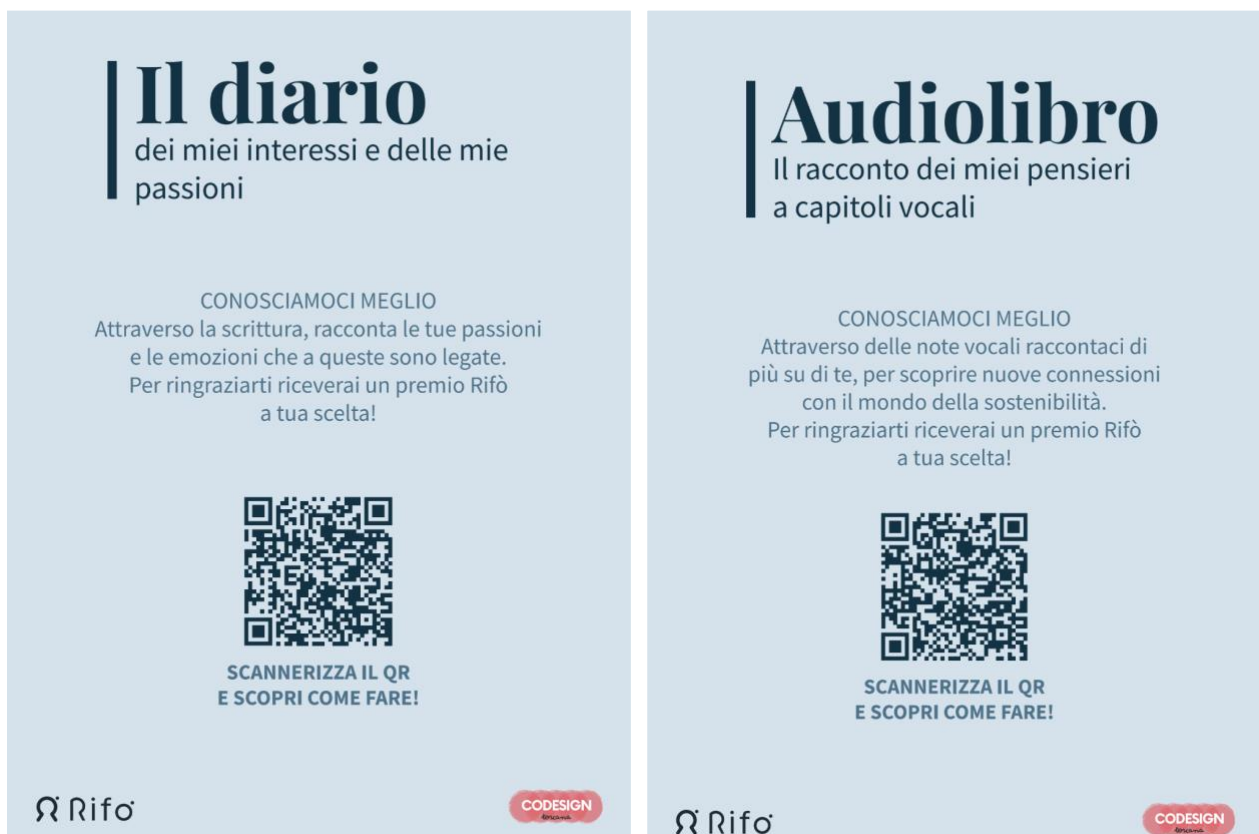 Il diario
dei miei interessi e delle mie
passioni
CONOSCIAMOCI MEGLIO
Attraverso la scrittura, racconta le tue passioni
e le emozioni che a queste sono legate.
Per ringraziarti riceverai un premio Rifò
a tua scelta!
SCANNERIZZA IL QR
E SCOPRI COME FARE!
Rifò
CODESIGN
toscana
Audiolibro
Il racconto dei miei pensieri
a capitoli vocali
CONOSCIAMOCI MEGLIO
Attraverso delle note vocali raccontaci di
più su di te, per scoprire nuove connessioni
con il mondo della sostenibilità.
Per ringraziarti riceverai un premio Rifò
a tua scelta!
SCANNERIZZA IL QR
E SCOPRI COME FARE!
Rifò
CODESIGN
toscana